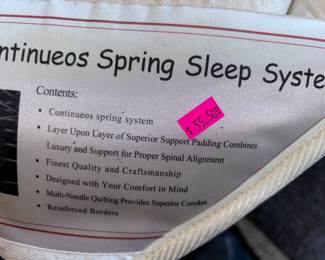 ntinueos Spring Sleep Syste
Contents:
• Continueos spring system
• Layer Upon Layer of Superior Support Padding Combines
Luxury and Support for Proper Spinal Alignment
• Finest Quality and Craftsmanship
• Designed with Your Comfort in Mind
• Multi-Needle Quilting Provides Superior Comfort
• Reinforced Borders